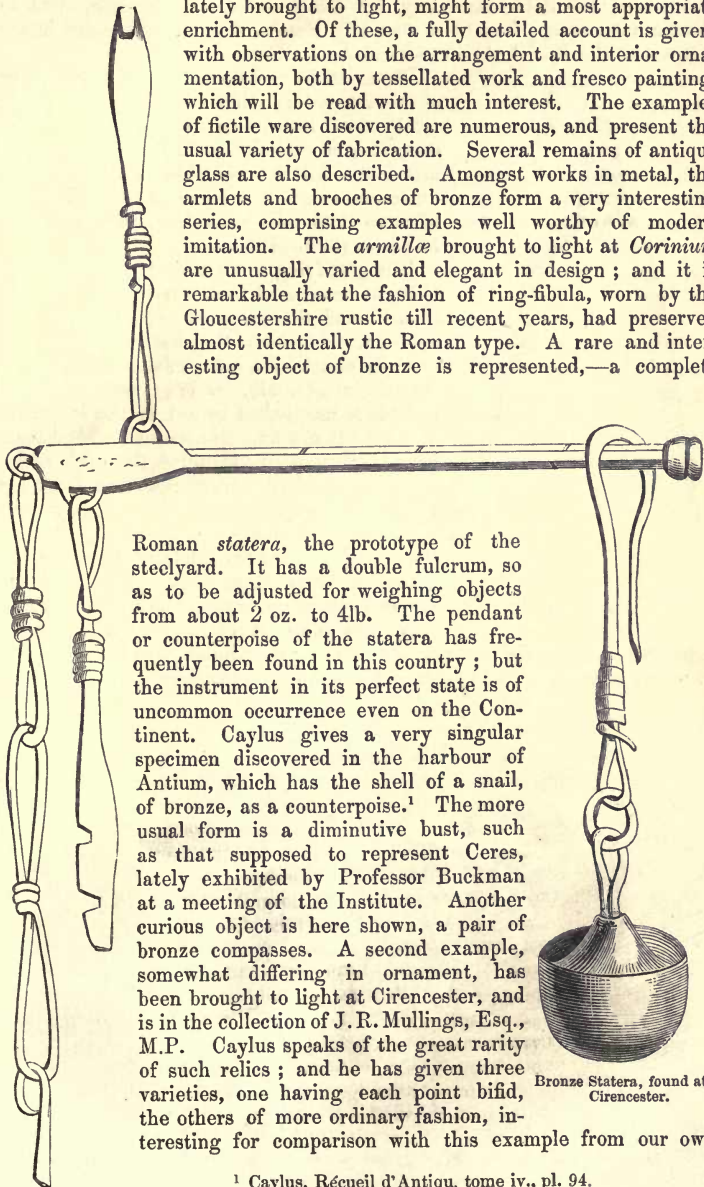 lately brought to light, might form a most appropriat
enrichment. Of these, a fully detailed account is given
with observations on the arrangement and interior orna
mentation, both by tessellated work and fresco painting
which will be read with much interest. The example
of fictile ware discovered are numerous, and present th
usual variety of fabrication. Several remains of antiqu
glass are also described. Amongst works in metal, th
armlets and brooches of bronze form a very interestin
series, comprising examples well worthy of moder
imitation. The armillæ brought to light at Coriniu
are unusually varied and elegant in design ; and it i
remarkable that the fashion of ring-fibula, worn by th
Gloucestershire rustic till recent years, had preserve
almost identically the Roman type. A rare and inter
esting object of bronze is represented,—a complet
Roman statera, the prototype of the
steelyard. It has a double fulcrum, so
as to be adjusted for weighing objects
from about 2 oz. to 4lb. The pendant
or counterpoise of the statera has fre-
quently been found in this country ; but
the instrument in its perfect state is of
uncommon occurrence even on the Con-
tinent. Caylus gives a very singular
specimen discovered in the harbour of
Antium, which has the shell of a snail,
of bronze, as a counterpoise.¹ The more
usual form is a diminutive bust, such
as that supposed to represent Ceres,
lately exhibited by Professor Buckman
at a meeting of the Institute. Another
curious object is here shown, a pair of
bronze compasses. A second example,
somewhat differing in ornament, has
been brought to light at Cirencester, and
is in the collection of J. R. Mullings, Esq.,
M.P. Caylus speaks of the great rarity
of such relics ; and he has given three
varieties, one having each point bifid,
the others of more ordinary fashion, in-
teresting for comparison with this example from our ow
Bronze Statera, found at
Cirencester.
¹ Caylus, Récueil d'Antiqu, tome iv., pl. 94.